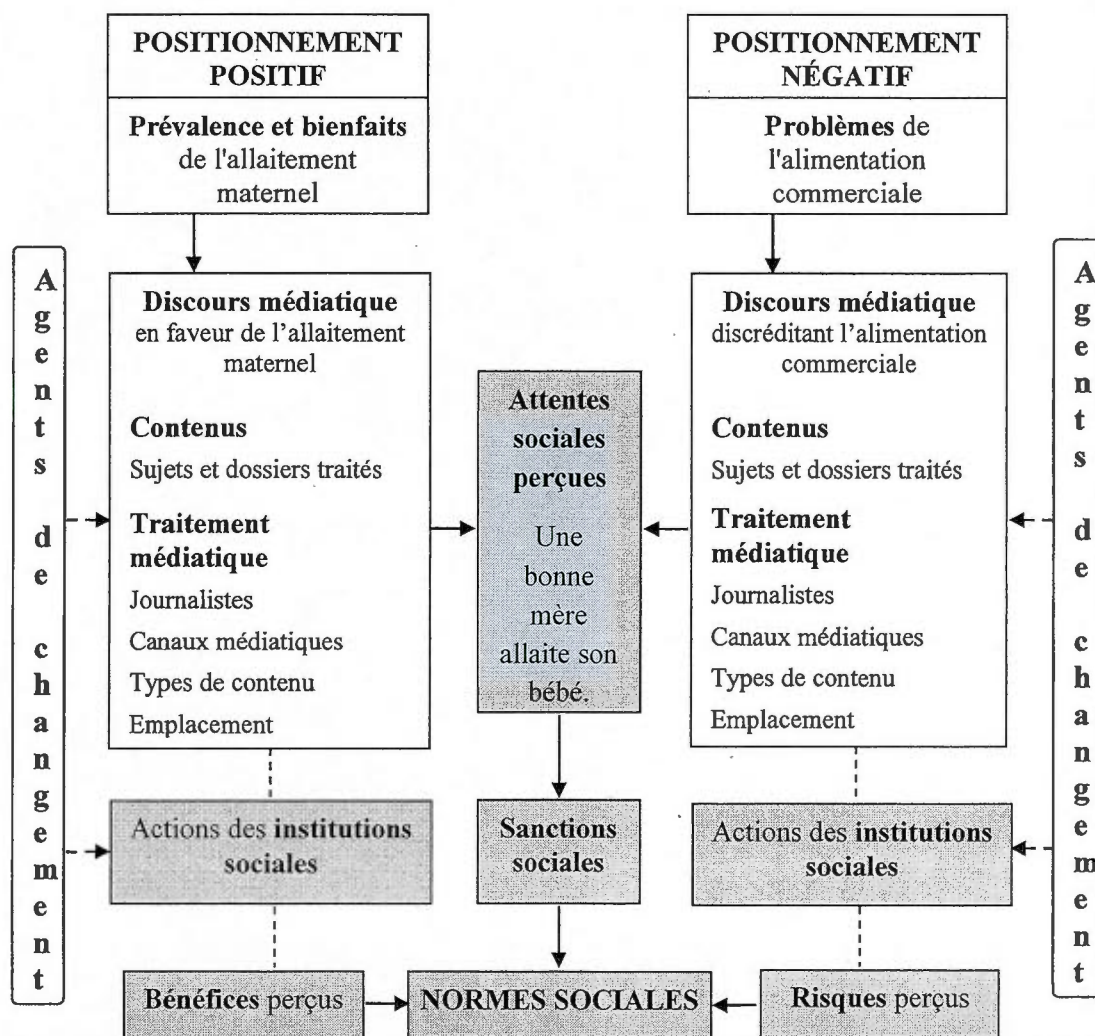 POSITIONNEMENT
POSITIF
Prévalence et bienfaits
de l'allaitement
maternel
POSITIONNEMENT
NÉGATIF
Problèmes de
l'alimentation
commerciale
Agents de changement
Discours médiatique
en faveur de l’allaitement
maternel
Contenus
Sujets et dossiers traités
Traitement
médiatique
Journalistes
Canaux médiatiques
Types de contenu
Emplacement
Attentes
sociales
perçues
Une
bonne
mère
allaite son
bébé.
Discours médiatique
discréditant l’alimentation
commerciale
Contenus
Sujets et dossiers traités
Traitement
médiatique
Journalistes
Canaux médiatiques
Types de contenu
Emplacement
Agents de changement
Actions des institutions
sociales
Sanctions
sociales
Actions des institutions
sociales
Bénéfices perçus
NORMES SOCIALES
Risques perçus